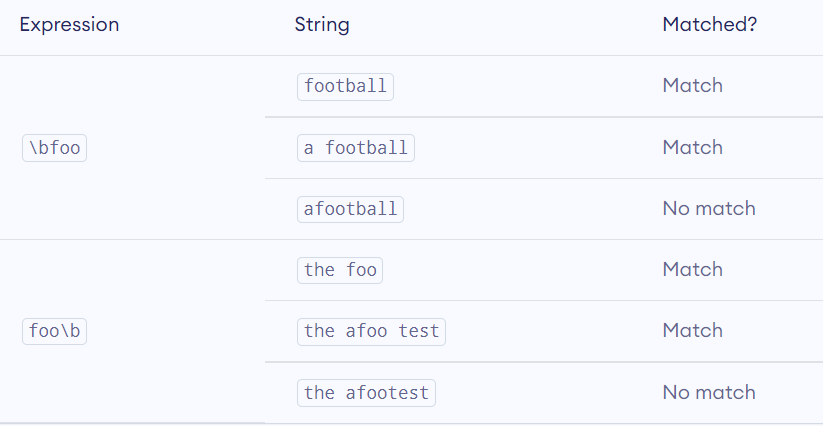 Expression String Matched?
football Match
\bfoo a football Match
afootball No match
the foo Match
foo\b the afoo test Match
the afootest No match